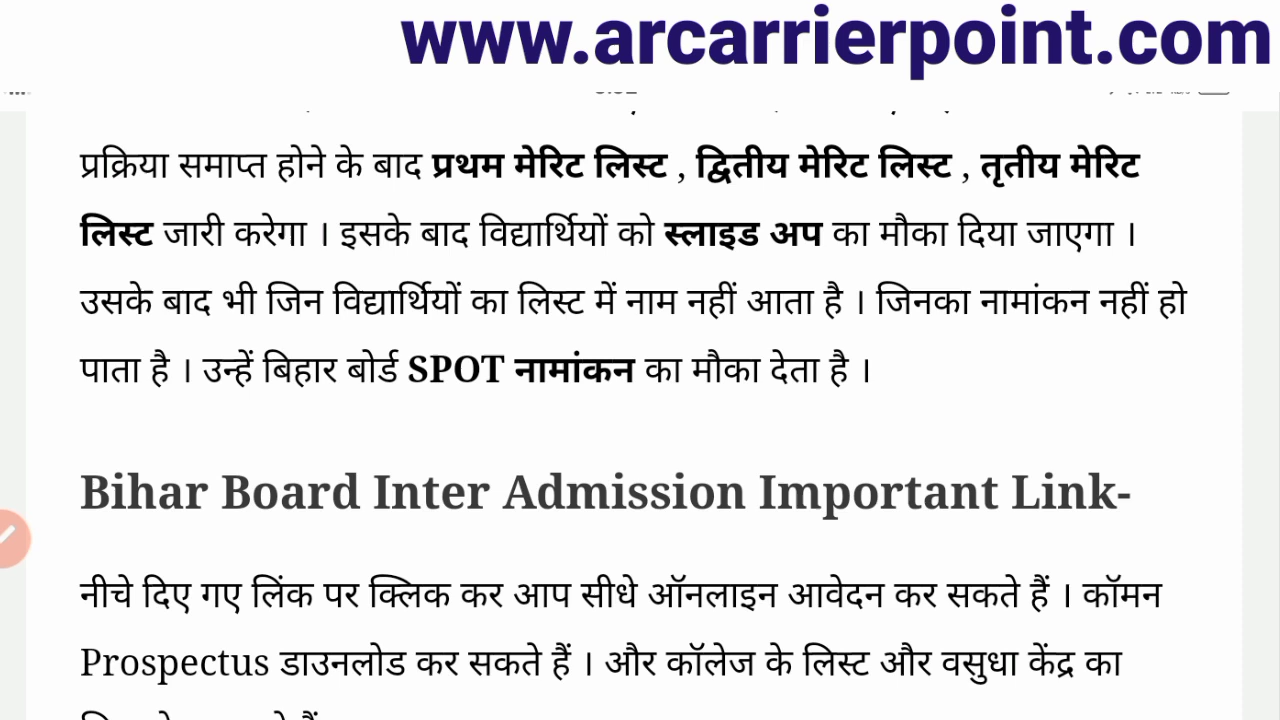 www.arcarrierpoint.com
प्रक्रिया समाप्त होने के बाद प्रथम मेरिट लिस्ट , द्वितीय मेरिट लिस्ट , तृतीय मेरिट
लिस्ट जारी करेगा । इसके बाद विद्यार्थियों को स्लाइड अप का मौका दिया जाएगा ।
उसके बाद भी जिन विद्यार्थियों का लिस्ट में नाम नहीं आता है । जिनका नामांकन नहीं हो
पाता है । उन्हें बिहार बोर्ड SPOT नामांकन का मौका देता है ।
Bihar Board Inter Admission Important Link-
नीचे दिए गए लिंक पर क्लिक कर आप सीधे ऑनलाइन आवेदन कर सकते हैं । कॉमन
Prospectus डाउनलोड कर सकते हैं । और कॉलेज के लिस्ट और वसुधा केंद्र का